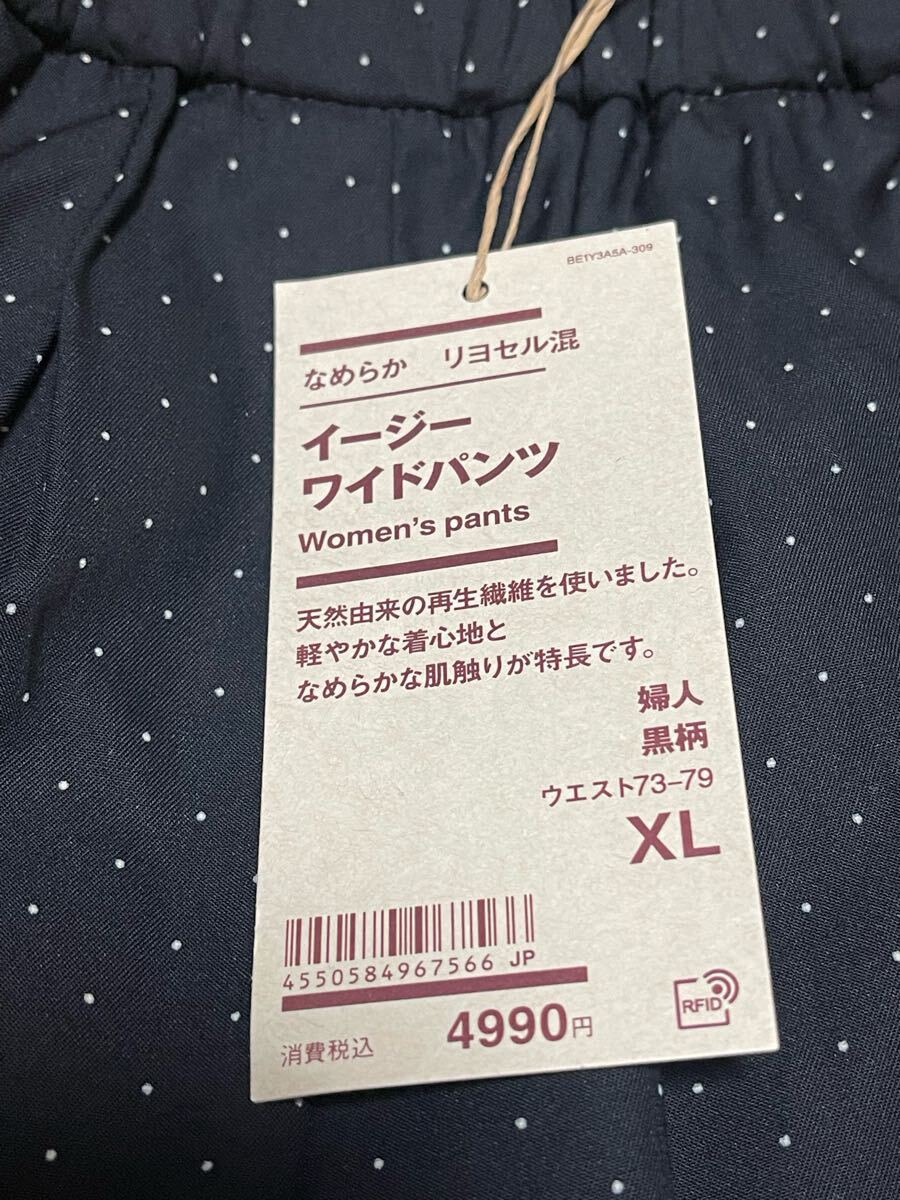 BE1Y3A5A-309
なめらか　リヨセル混
イージー
ワイドパンツ
Women's pants
天然由来の再生繊維を使いました。
軽やかな着心地と
なめらかな肌触りが特長です。
婦人
黒柄
ウエスト73-79
XL
4550584967566 JP
消費税込 4990円
RFID